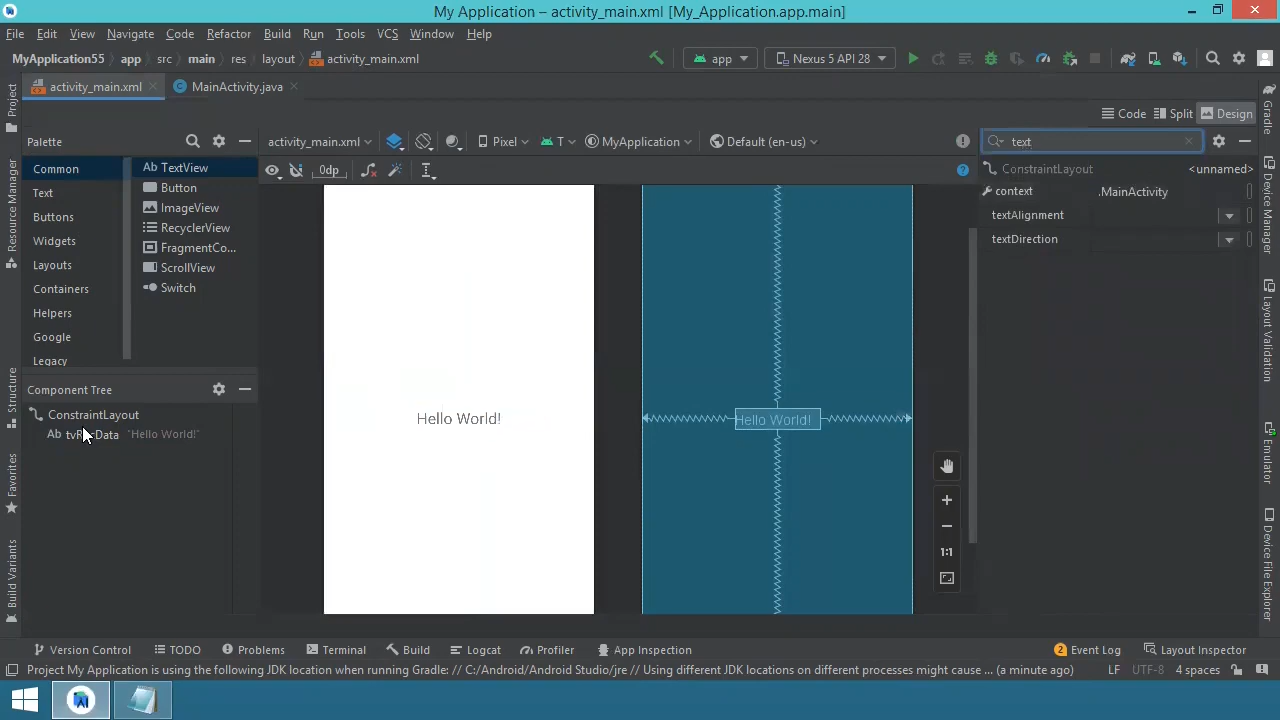 My Application – activity_main.xml [My_Application.app.main]
File Edit View Navigate Code Refactor Build Run Tools VCS Window Help
MyApplication55 app src main res layout activity_main.xml app Nexus 5 API 28
activity_main.xml MainActivity.java
Code Split Design
Palette activity_main.xml Pixel T MyApplication Default (en-us) text
Common Ab TextView 0dp ConstraintLayout <unnamed>
Text Button context .MainActivity
Buttons ImageView textAlignment
Widgets RecyclerView textDirection
Layouts FragmentCo...
Containers ScrollView
Helpers Switch
Google
Legacy
Component Tree
ConstraintLayout
Ab "Hello World!"
Hello World!
Hello World!
1:1
Project
Resource Manager
Structure
Favorites
Build Variants
Gradle
Device Manager
Layout Validation
Emulator
Device File Explorer
Version Control TODO Problems Terminal Build Logcat Profiler App Inspection 2 Event Log Layout Inspector
Project My Application is using the following JDK location when running Gradle: // C:/Android/Android Studio/jre // Using different JDK locations on different processes might cause ... (a minute ago) LF UTF-8 4 spaces